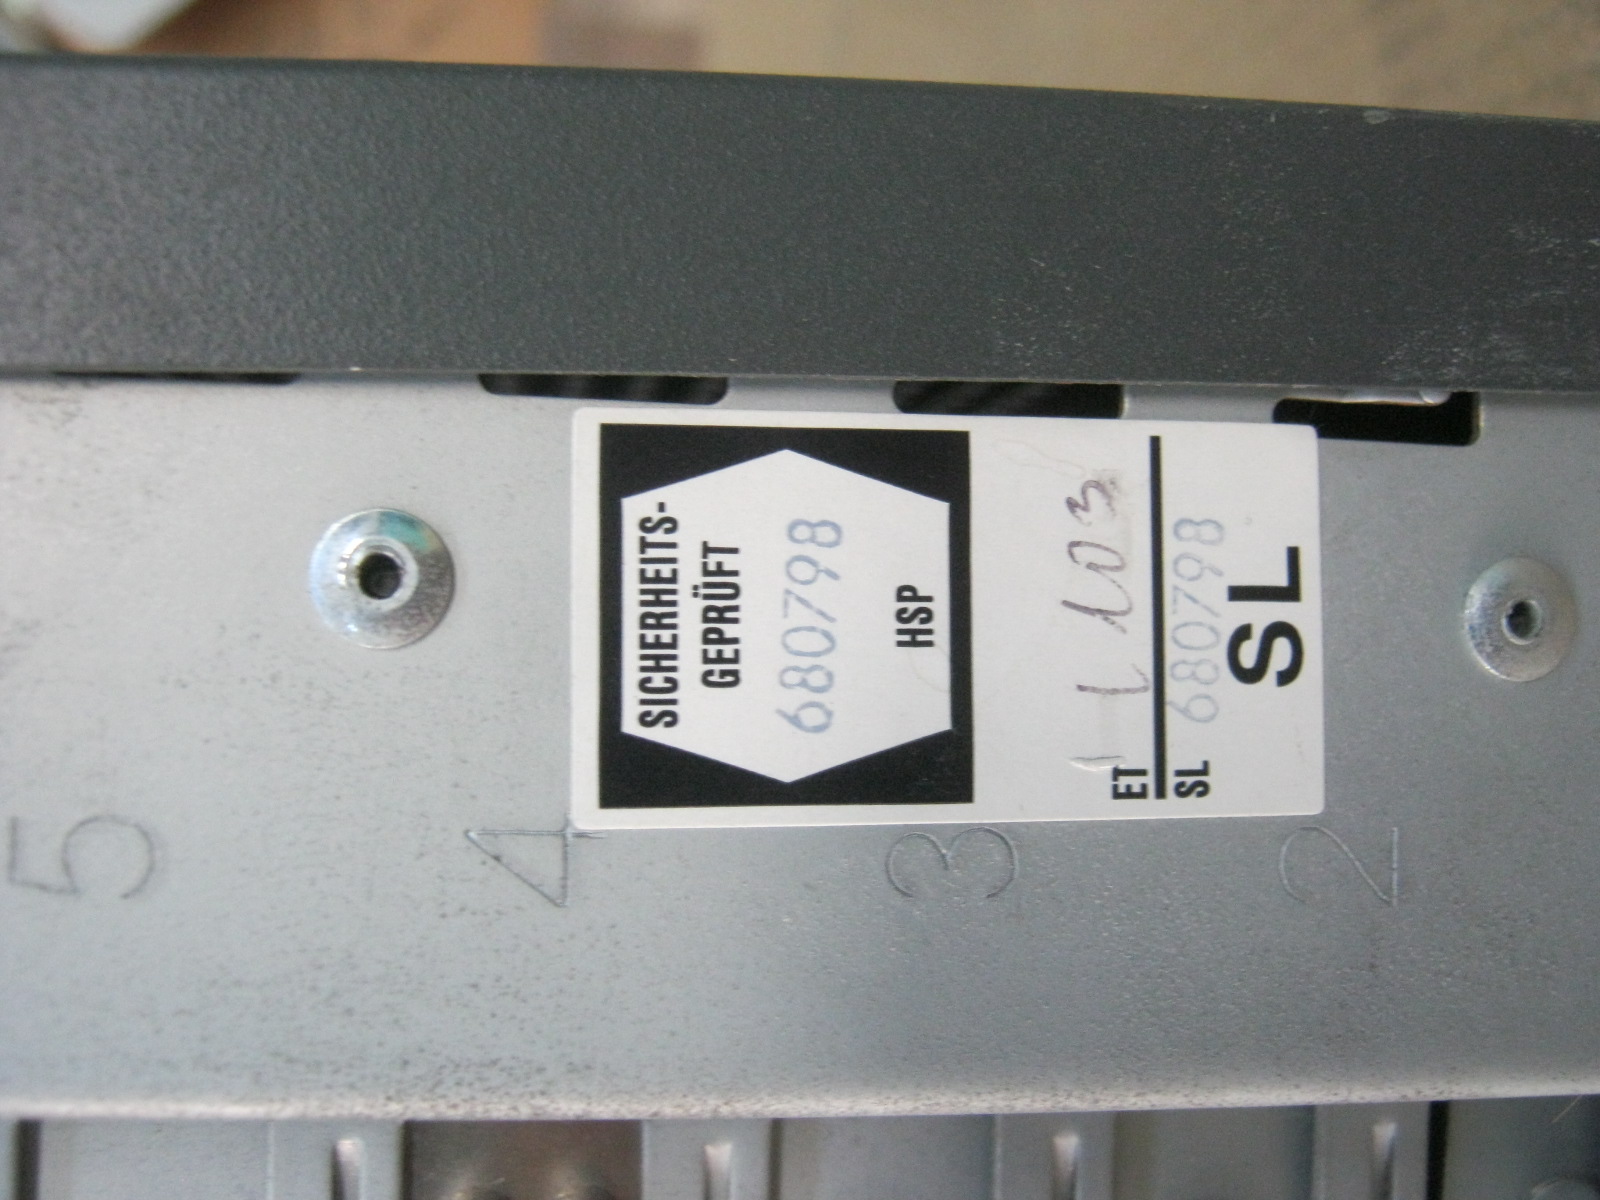 SICHERHEITS-
GEPRÜFT
680798
HSP
ET
SL 680798
SL
5
4
3
2